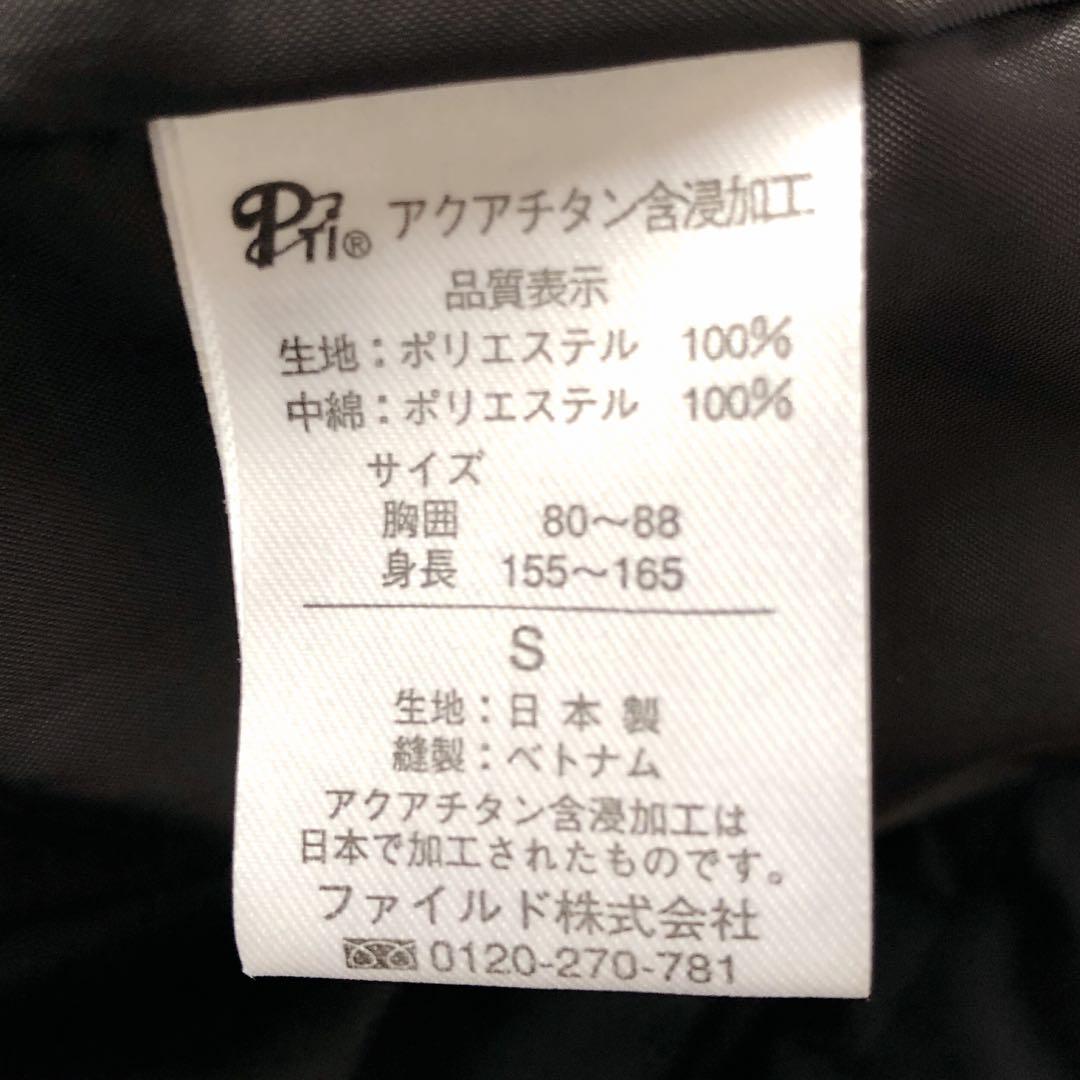 PTi® アクアチタン含浸加工
品質表示
生地：ポリエステル 100%
中綿：ポリエステル 100%
サイズ
胸囲 80～88
身長 155～165
S
生地：日本製
縫製：ベトナム
アクアチタン含浸加工は
日本で加工されたものです。
ファイルド株式会社
0120-270-781